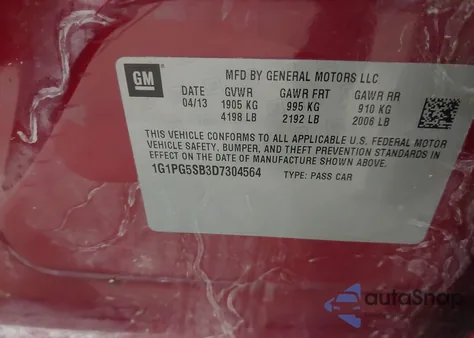 GM
MFD BY GENERAL MOTORS LLC
DATE GVWR GAWR FRT GAWR RR
04/13 1905 KG 995 KG 910 KG
4198 LB 2192 LB 2006 LB
THIS VEHICLE CONFORMS TO ALL APPLICABLE U.S. FEDERAL MOTOR
VEHICLE SAFETY, BUMPER, AND THEFT PREVENTION STANDARDS IN
EFFECT ON THE DATE OF MANUFACTURE SHOWN ABOVE.
1G1PG5SB3D7304564 TYPE: PASS CAR
autoSnap